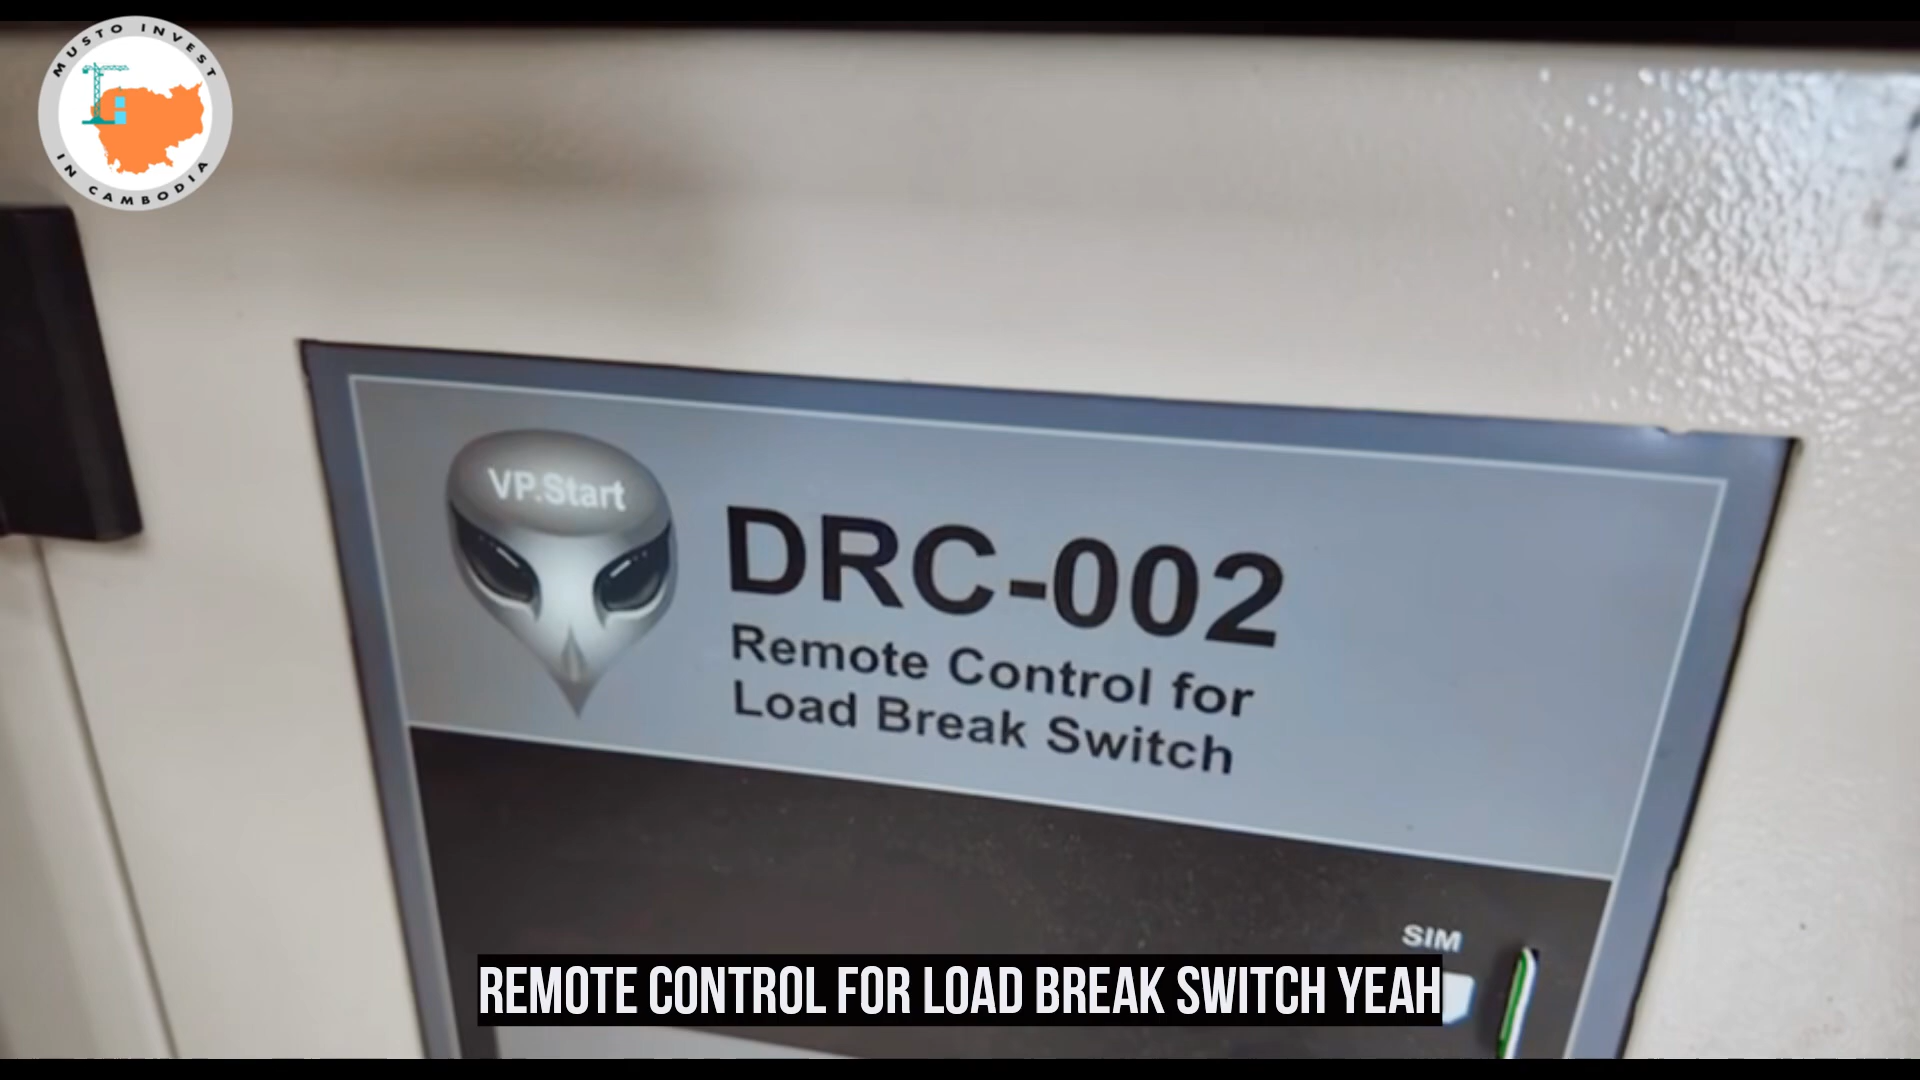 MUSTO INVEST
IN CAMBODIA
VP.Start
DRC-002
Remote Control for
Load Break Switch
SIM
REMOTE CONTROL FOR LOAD BREAK SWITCH YEAH